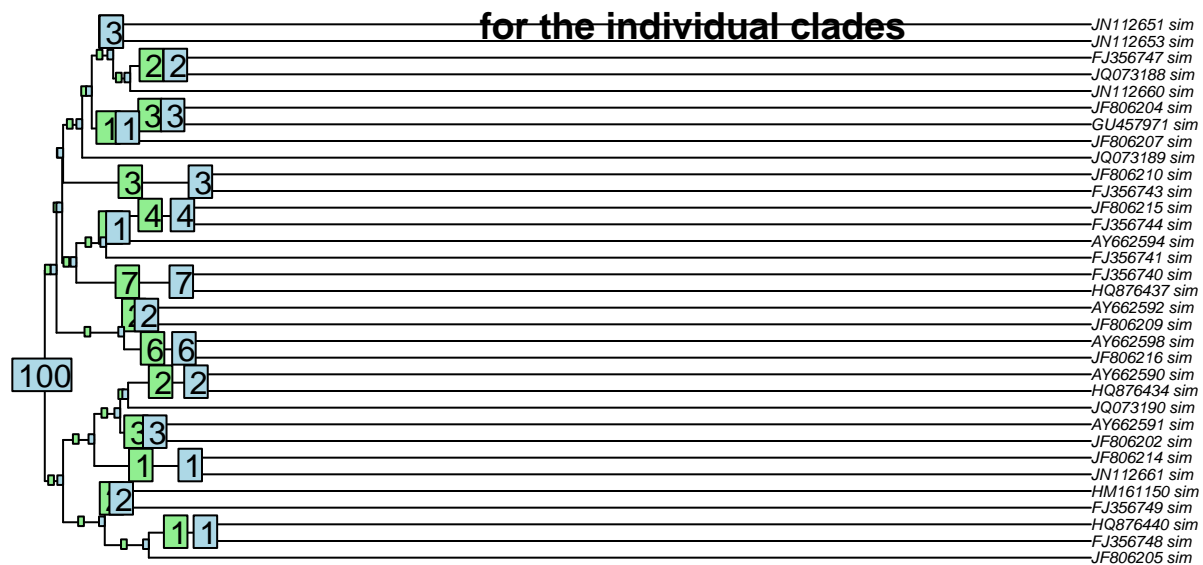 for the individual clades
JN112651 sim
3
JN112653 sim
FJ356747 sim
2 2
JQ073188 sim
JN112660 sim
JF806204 sim
3 3
GU457971 sim
1 1
JF806207 sim
JQ073189 sim
JF806210 sim
3 3
FJ356743 sim
JF806215 sim
4 4
FJ356744 sim
1
AY662594 sim
FJ356741 sim
FJ356740 sim
7 7
HQ876437 sim
AY662592 sim
2 2
JF806209 sim
AY662598 sim
6 6
JF806216 sim
100
AY662590 sim
2 2
HQ876434 sim
JQ073190 sim
AY662591 sim
3 3
JF806202 sim
JF806214 sim
1 1
JN112661 sim
HM161150 sim
2
FJ356749 sim
HQ876440 sim
1 1
FJ356748 sim
JF806205 sim